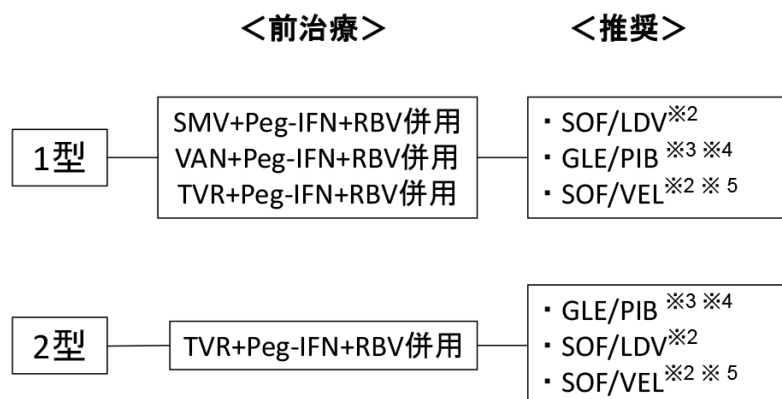 ＜前治療＞ ＜推奨＞
1型
SMV+Peg-IFN+RBV併用
VAN+Peg-IFN+RBV併用
TVR+Peg-IFN+RBV併用
・SOF/LDV※2
・GLE/PIB ※3 ※4
・SOF/VEL※2 ※ 5
2型
TVR+Peg-IFN+RBV併用
・GLE/PIB ※3 ※4
・SOF/LDV※2
・SOF/VEL※2 ※ 5